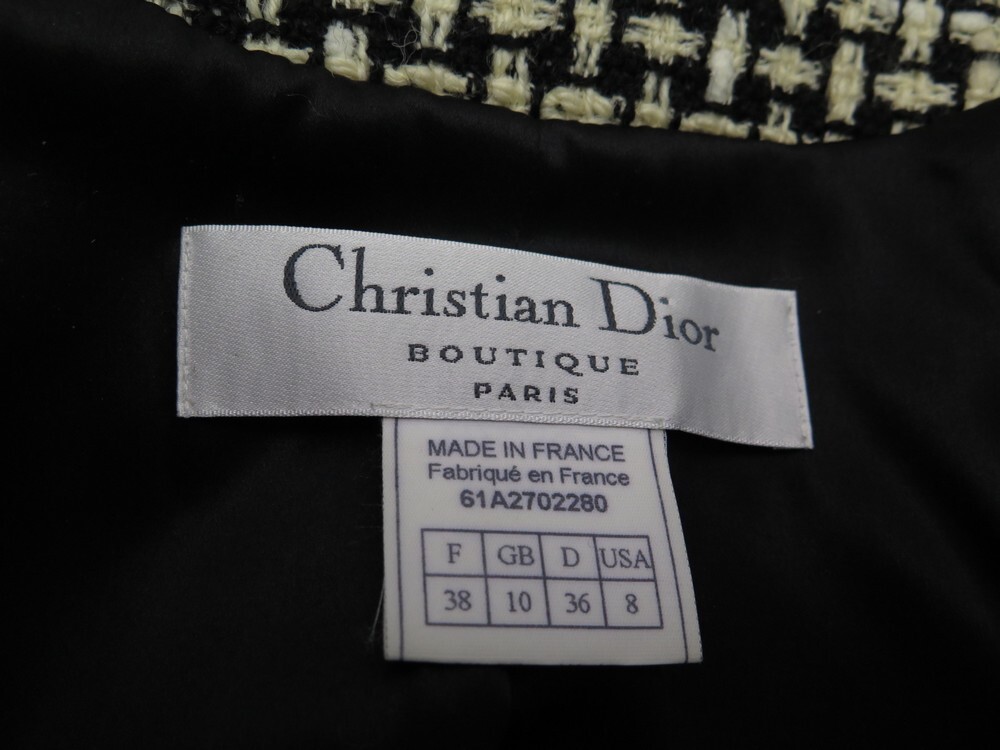 Christian Dior
BOUTIQUE
PARIS
MADE IN FRANCE
Fabriqué en France
61A2702280
F GB D USA
38 10 36 8